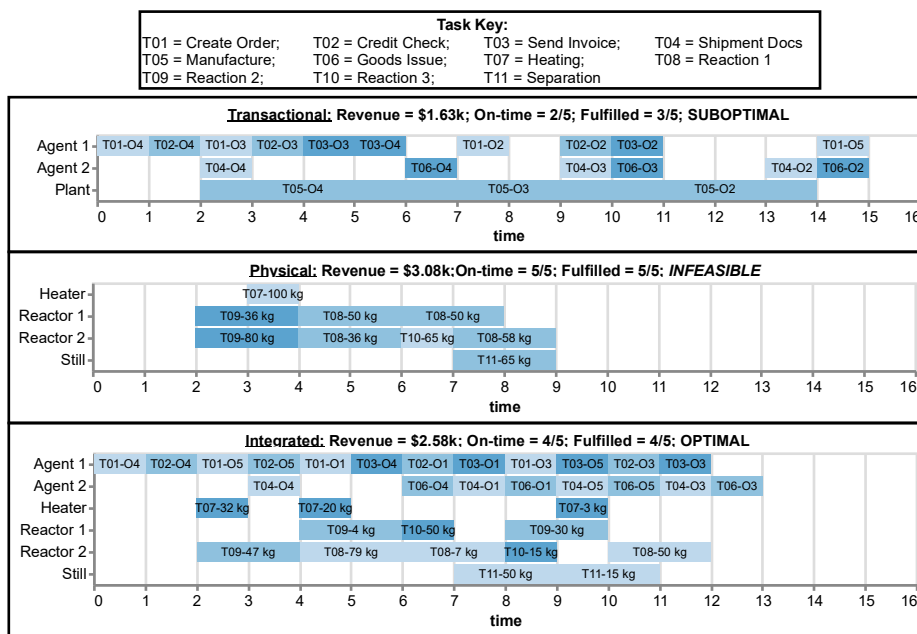 Task Key:
T01 = Create Order; T02 = Credit Check; T03 = Send Invoice; T04 = Shipment Docs
T05 = Manufacture; T06 = Goods Issue; T07 = Heating; T08 = Reaction 1
T09 = Reaction 2; T10 = Reaction 3; T11 = Separation
Transactional: Revenue = $1.63k; On-time = 2/5; Fulfilled = 3/5; SUBOPTIMAL
Agent 1 T01-O4 T02-O4 T01-O3 T02-O3 T03-O3 T03-O4 T01-O2 T02-O2 T03-O2 T01-O5
Agent 2 T04-O4 T06-O4 T04-O3 T06-O3 T04-O2 T06-O2
Plant T05-O4 T05-O3 T05-O2
0 1 2 3 4 5 6 7 8 9 10 11 12 13 14 15 16
time
Physical: Revenue = $3.08k;On-time = 5/5; Fulfilled = 5/5; INFEASIBLE
Heater T07-100 kg
Reactor 1 T09-36 kg T08-50 kg T08-50 kg
Reactor 2 T09-80 kg T08-36 kg T10-65 kg T08-58 kg
Still T11-65 kg
0 1 2 3 4 5 6 7 8 9 10 11 12 13 14 15 16
time
Integrated: Revenue = $2.58k; On-time = 4/5; Fulfilled = 4/5; OPTIMAL
Agent 1 T01-O4 T02-O4 T01-O5 T02-O5 T01-O1 T03-O4 T02-O1 T03-O1 T01-O3 T03-O5 T02-O3 T03-O3
Agent 2 T04-O4 T06-O4 T04-O1 T06-O1 T04-O5 T06-O5 T04-O3 T06-O3
Heater T07-32 kg T07-20 kg T07-3 kg
Reactor 1 T09-4 kg T10-50 kg T09-30 kg
Reactor 2 T09-47 kg T08-79 kg T08-7 kg T10-15 kg T08-50 kg
Still T11-50 kg T11-15 kg
0 1 2 3 4 5 6 7 8 9 10 11 12 13 14 15 16
time